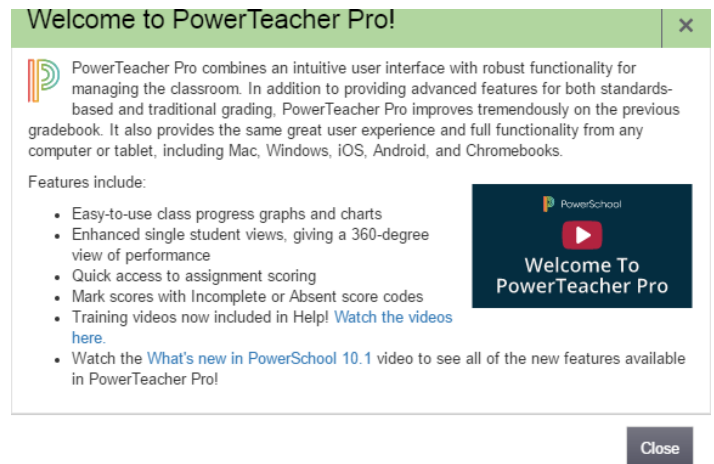 Welcome to PowerTeacher Pro!
×
PowerTeacher Pro combines an intuitive user interface with robust functionality for
managing the classroom. In addition to providing advanced features for both standards-
based and traditional grading, PowerTeacher Pro improves tremendously on the previous
gradebook. It also provides the same great user experience and full functionality from any
computer or tablet, including Mac, Windows, iOS, Android, and Chromebooks.
Features include:
• Easy-to-use class progress graphs and charts
• Enhanced single student views, giving a 360-degree
view of performance
• Quick access to assignment scoring
• Mark scores with Incomplete or Absent score codes
• Training videos now included in Help! Watch the videos
here.
• Watch the What's new in PowerSchool 10.1 video to see all of the new features available
in PowerTeacher Pro!
PowerSchool
Welcome To
PowerTeacher Pro
Close